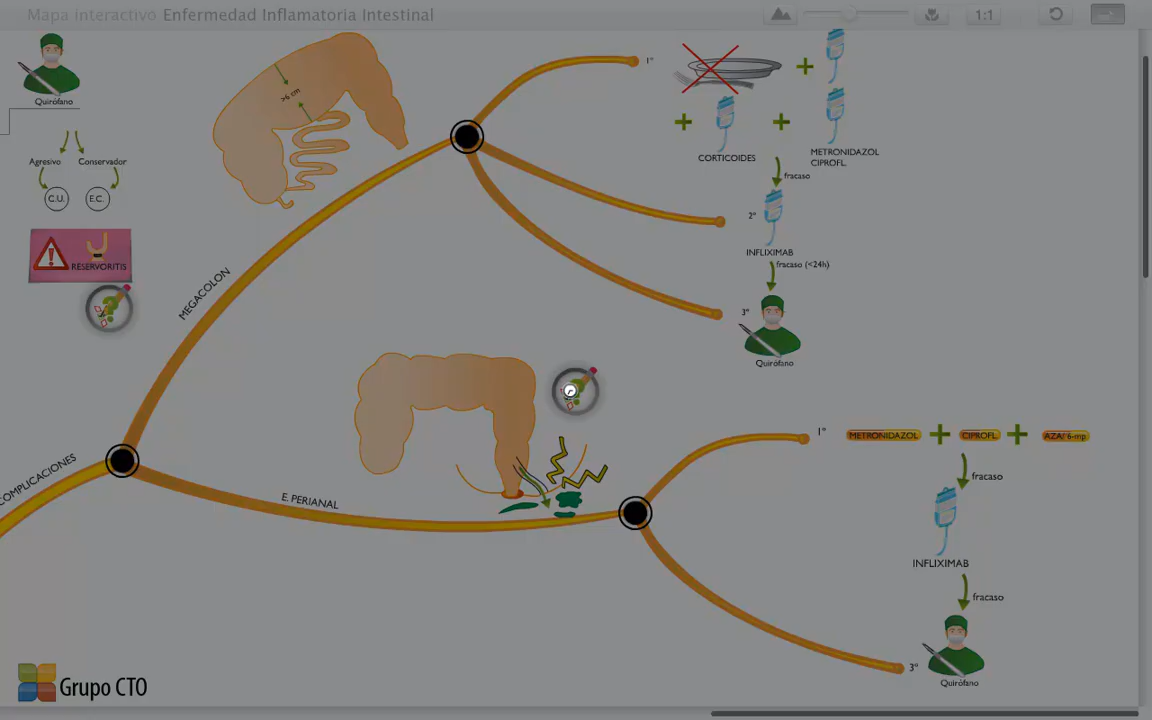 Mapa interactivo Enfermedad Inflamatoria Intestinal
1:1
Quirófano
Agresivo
Conservador
C.U.
E.C.
RESERVORITIS
>6 cm
MEGACOLON
1º
CORTICOIDES
METRONIDAZOL
CIPROFL.
fracaso
2º
INFLIXIMAB
fracaso (<24h)
3º
Quirófano
COMPLICACIONES
E. PERIANAL
1º
METRONIDAZOL
CIPROFL.
AZA/ 6-mp
fracaso
INFLIXIMAB
fracaso
3º
Quirófano
Grupo CTO